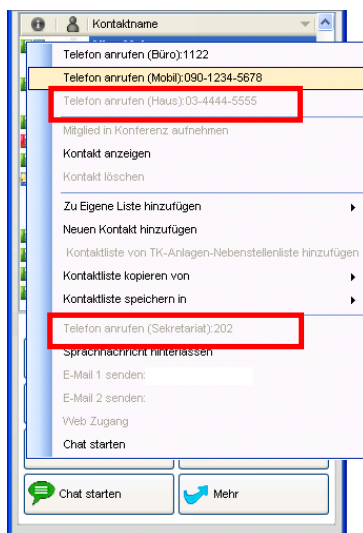 Kontaktname
Telefon anrufen (Büro):1122
Telefon anrufen (Mobil):090-1234-5678
Telefon anrufen (Haus):03-4444-5555
Mitglied in Konferenz aufnehmen
Kontakt anzeigen
Kontakt löschen
Zu Eigene Liste hinzufügen
Neuen Kontakt hinzufügen
Kontaktliste von TK-Anlagen-Nebenstellenliste hinzufügen
Kontaktliste kopieren von
Kontaktliste speichern in
Telefon anrufen (Sekretariat):202
Sprachnachricht hinterlassen
E-Mail 1 senden:
E-Mail 2 senden:
Web Zugang
Chat starten
Chat starten
Mehr